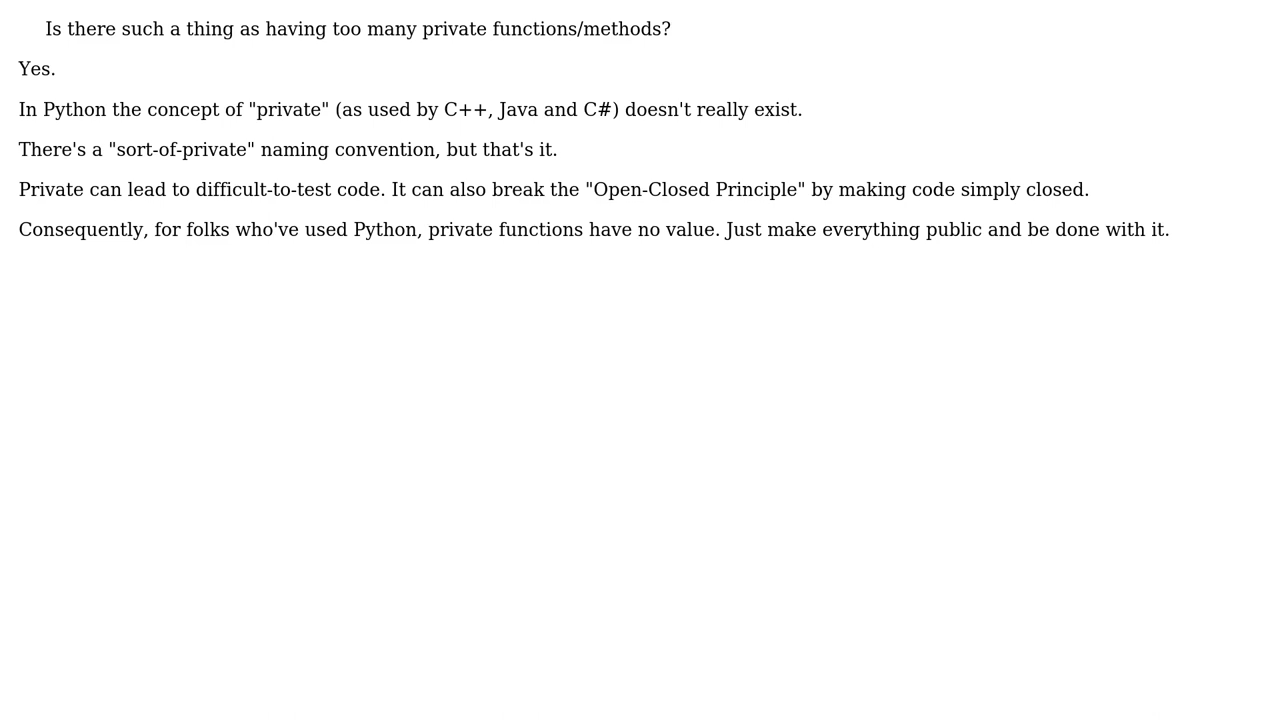 Is there such a thing as having too many private functions/methods?
Yes.
In Python the concept of "private" (as used by C++, Java and C#) doesn't really exist.
There's a "sort-of-private" naming convention, but that's it.
Private can lead to difficult-to-test code. It can also break the "Open-Closed Principle" by making code simply closed.
Consequently, for folks who've used Python, private functions have no value. Just make everything public and be done with it.